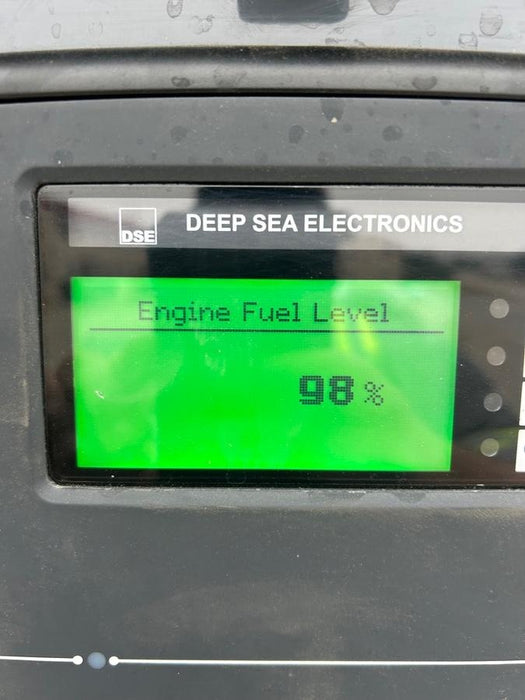 DSE
DEEP SEA ELECTRONICS
Engine Fuel Level
98 %